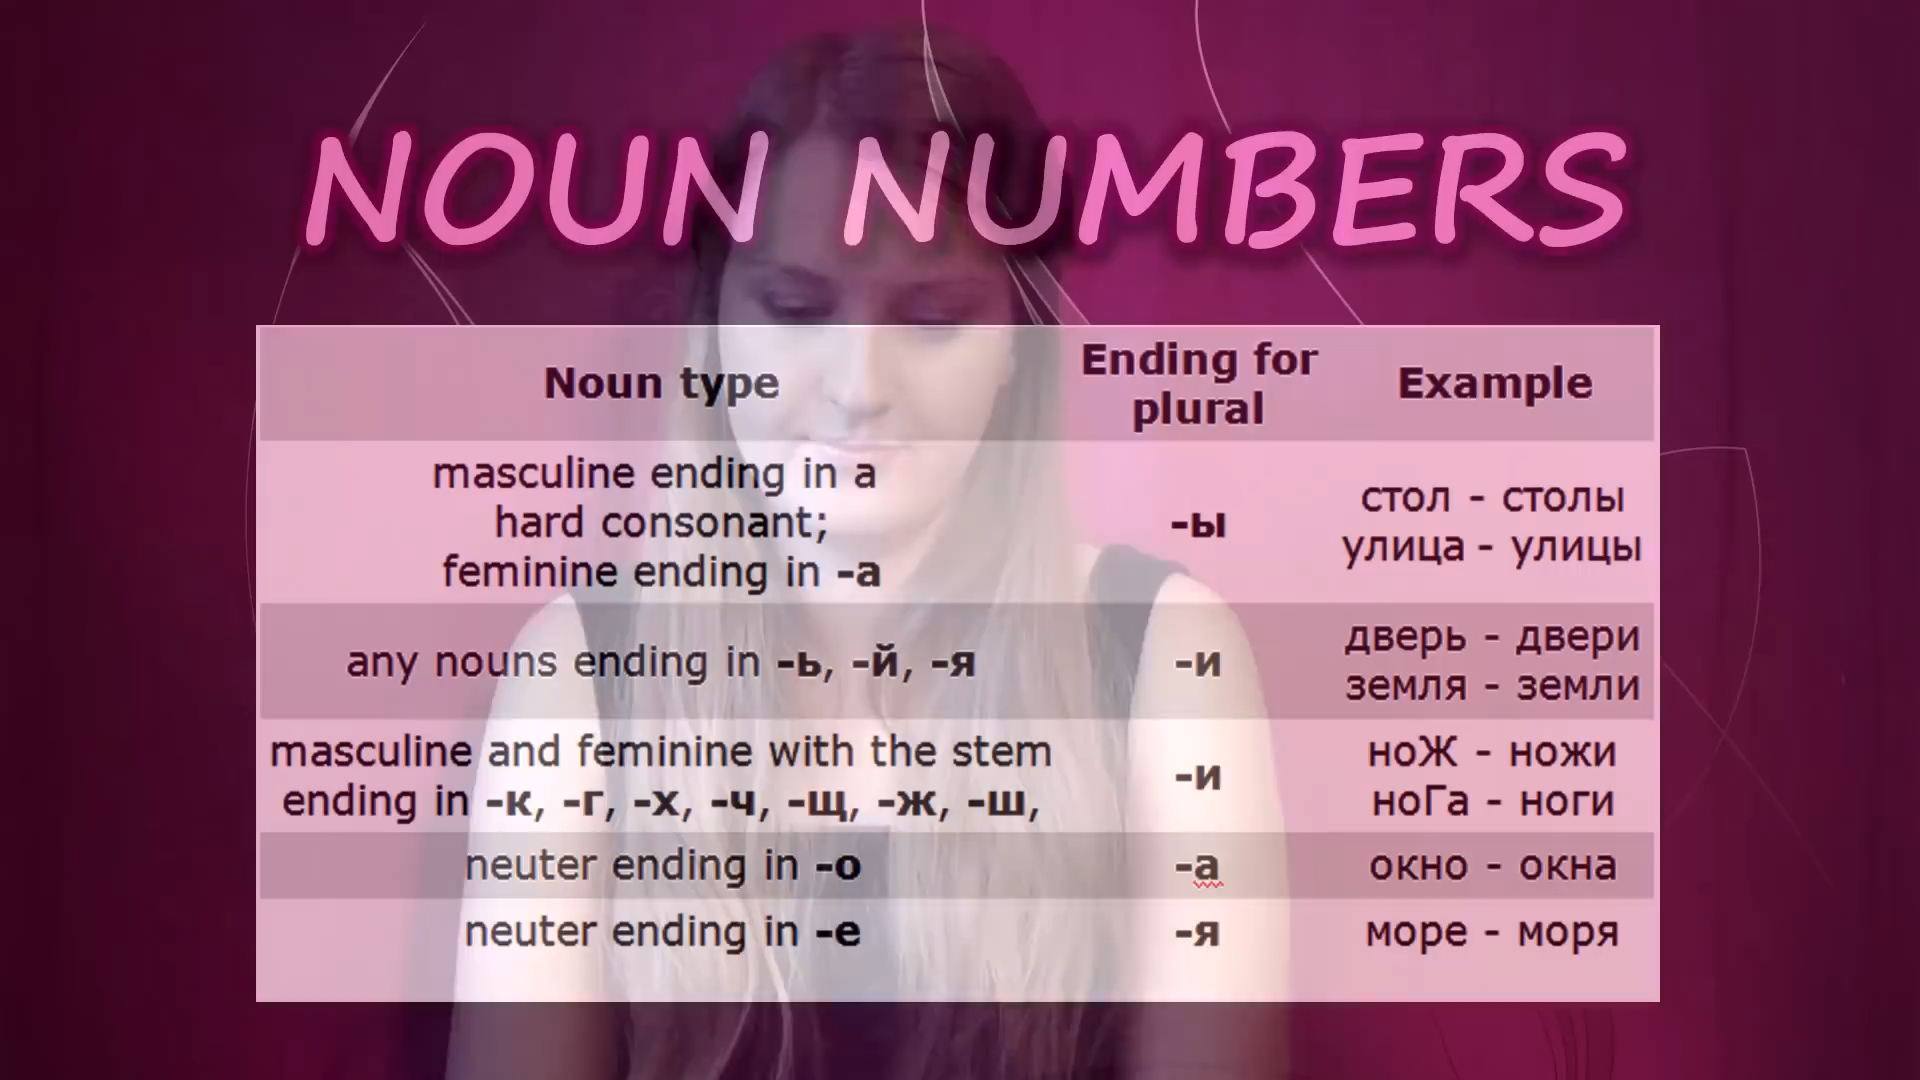 NOUN NUMBERS
Noun type
Ending for
plural
Example
masculine ending in a
hard consonant;
feminine ending in -а
-ы
стол - столы
улица - улицы
any nouns ending in -ь, -й, -я
-и
дверь - двери
земля - земли
masculine and feminine with the stem
ending in -к, -г, -х, -ч, -щ, -ж, -ш,
-и
ноЖ - ножи
ноГа - ноги
neuter ending in -о
-а
окно - окна
neuter ending in -е
-я
море - моря